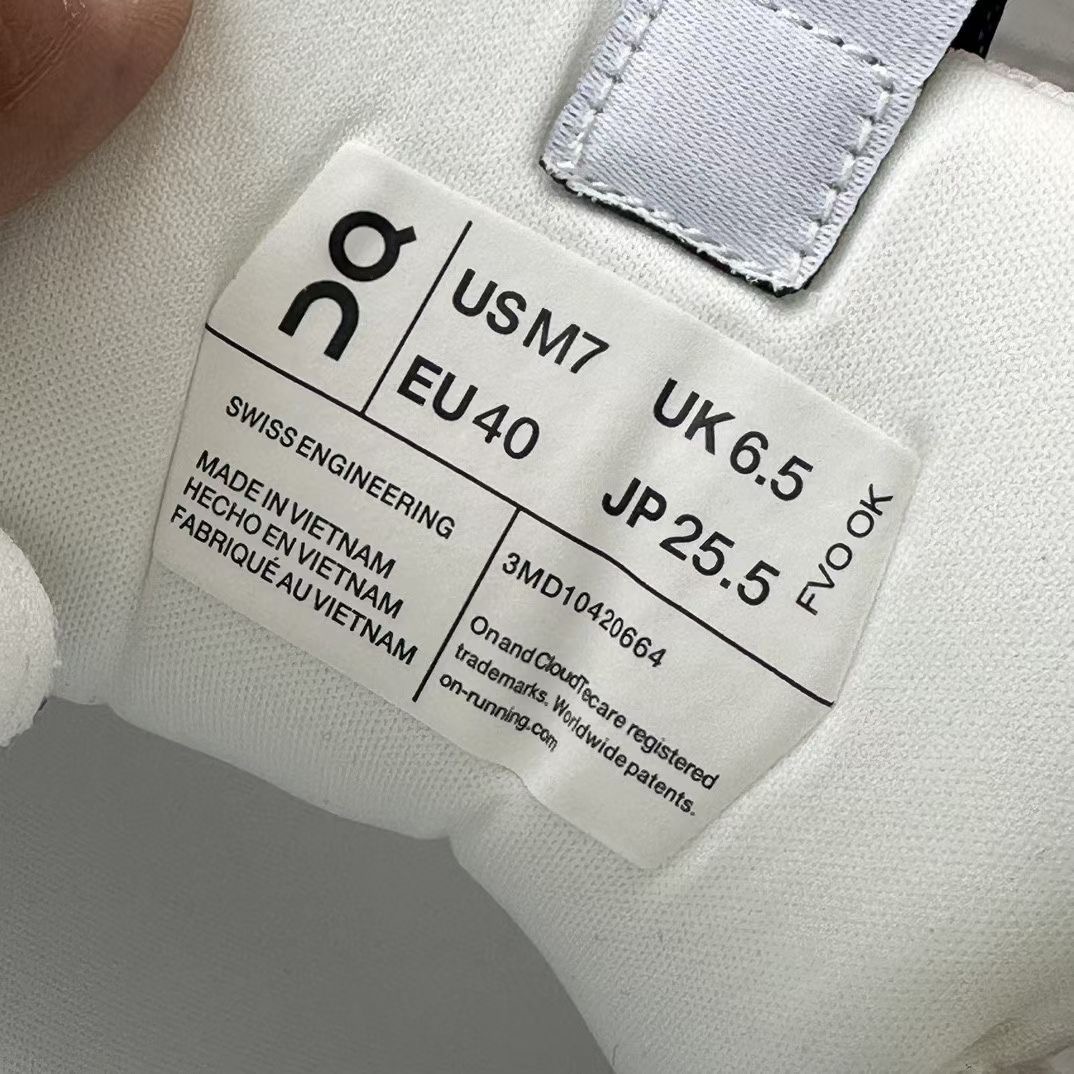 on
US M7 UK 6.5
EU 40 JP 25.5
FVO OK
SWISS ENGINEERING
MADE IN VIETNAM
HECHO EN VIETNAM
FABRIQUÉ AU VIETNAM
3MD10420664
On and CloudTec are registered
trademarks. Worldwide patents.
on-running.com